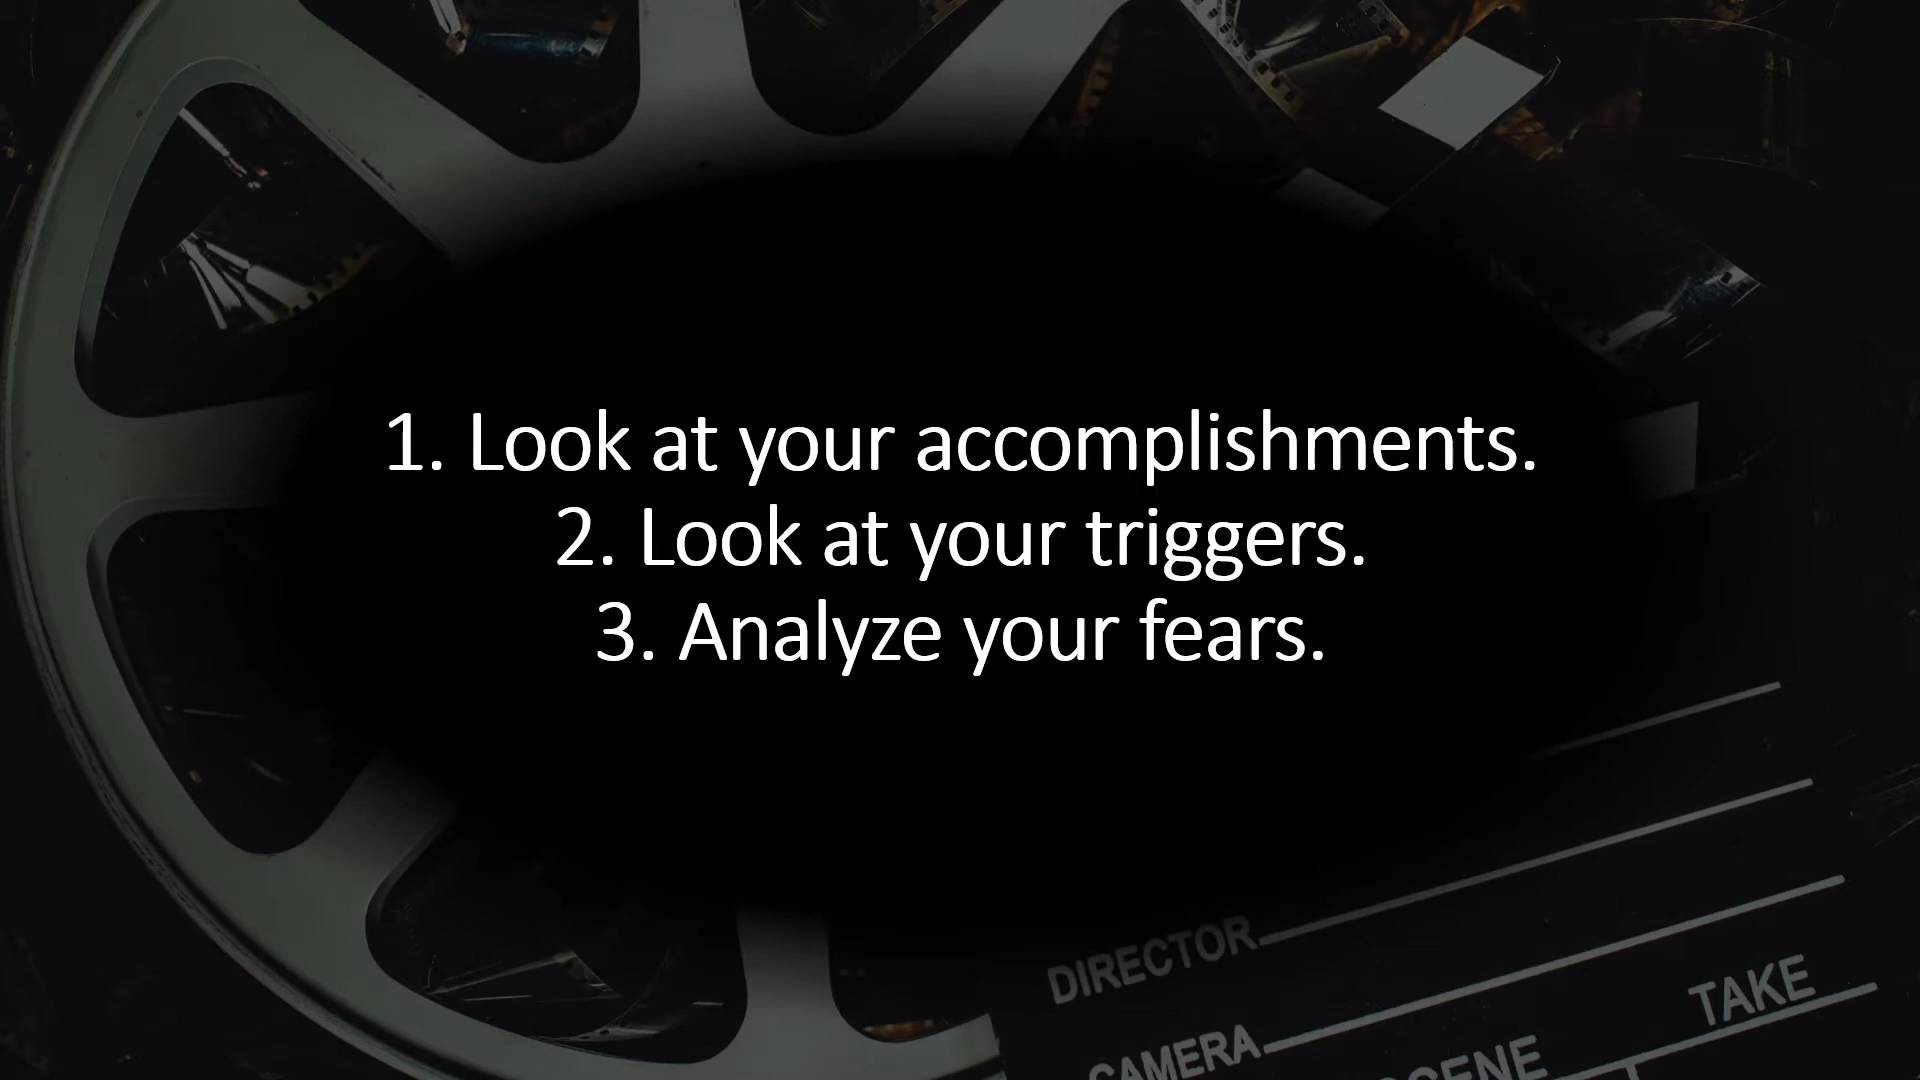 1. Look at your accomplishments.
2. Look at your triggers.
3. Analyze your fears.
DIRECTOR
CAMERA
TAKE